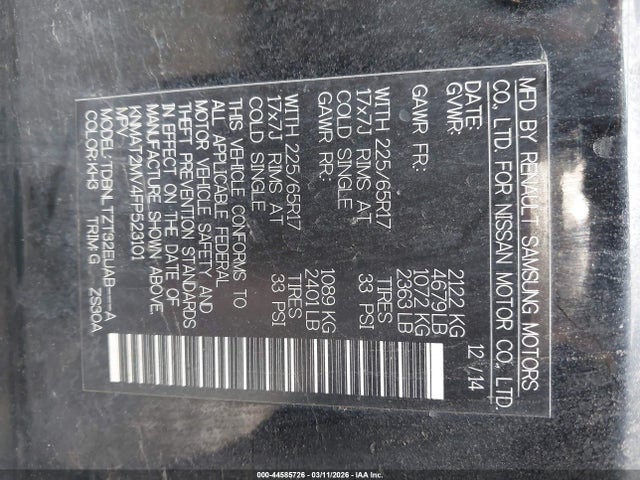 MFD BY RENAULT SAMSUNG MOTORS
CO., LTD. FOR NISSAN MOTOR CO., LTD.
DATE: 12 / 14
GVWR: 2122 KG
4679 LB
GAWR FR: 1072 KG
2363 LB
WITH 225/65R17 TIRES
17x7J RIMS AT 33 PSI
COLD SINGLE
GAWR RR: 1089 KG
2401 LB
WITH 225/65R17 TIRES
17x7J RIMS AT 33 PSI
COLD SINGLE
THIS VEHICLE CONFORMS TO
ALL APPLICABLE FEDERAL
MOTOR VEHICLE SAFETY AND
THEFT PREVENTION STANDARDS
IN EFFECT ON THE DATE OF
MANUFACTURE SHOWN ABOVE.
KNMAT2MV4FP523101
MPV
MODEL: TDBNLTZT32EUAB---A
COLOR:KH3 TRIM:G ZS30A
000-44585726 - 03/11/2026 - IAA Inc.